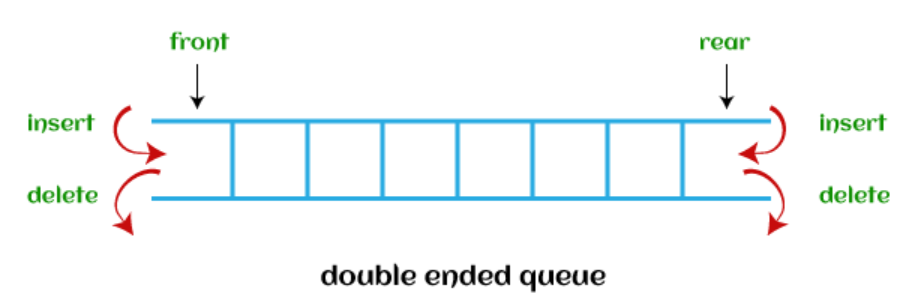 front
rear
insert
insert
delete
delete
double ended queue